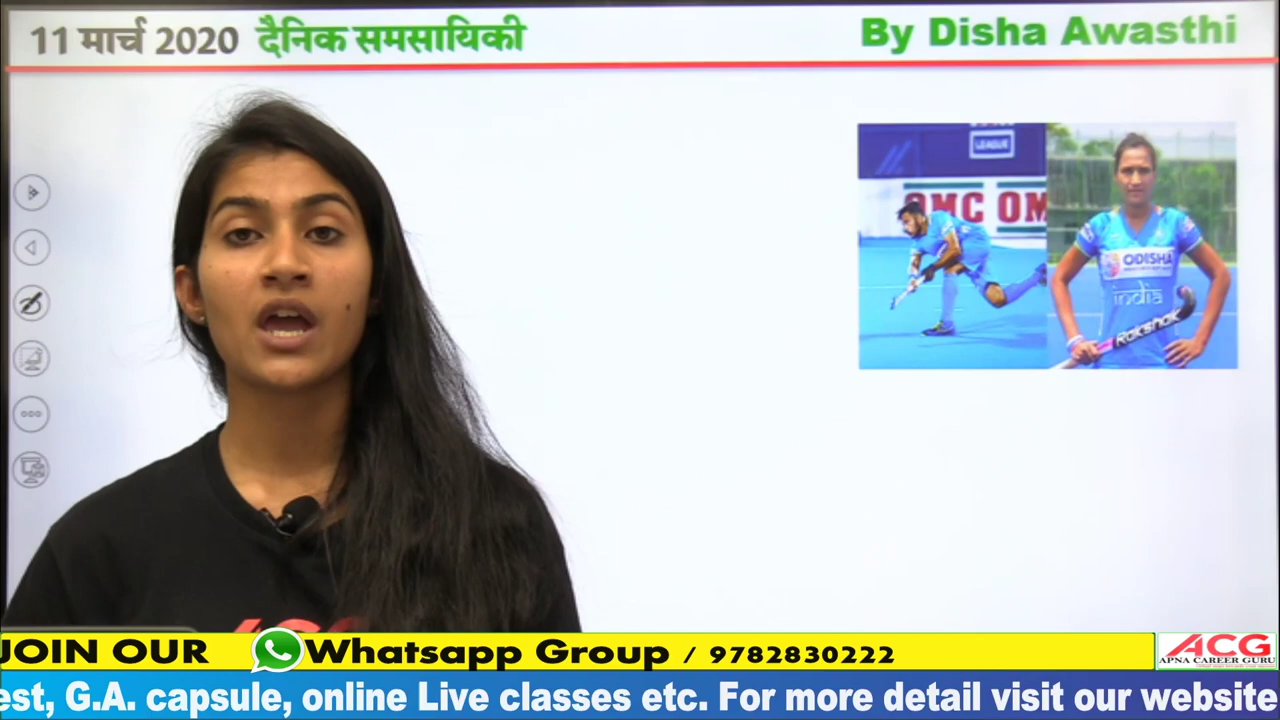 11 मार्च 2020 दैनिक समसायिकी
By Disha Awasthi
LEAGUE
OMC OM
ODISHA
india
Rakshak
ACG
JOIN OUR Whatsapp Group / 9782830222
ACG
APNA CAREER GURU
est, G.A. capsule, online Live classes etc. For more detail visit our website